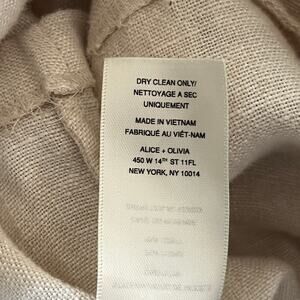 DRY CLEAN ONLY/
NETTOYAGE A SEC
UNIQUEMENT
MADE IN VIETNAM
FABRIQUÉ AU VIÊT-NAM
ALICE + OLIVIA
450 W 14TH ST 11FL
NEW YORK, NY 10014